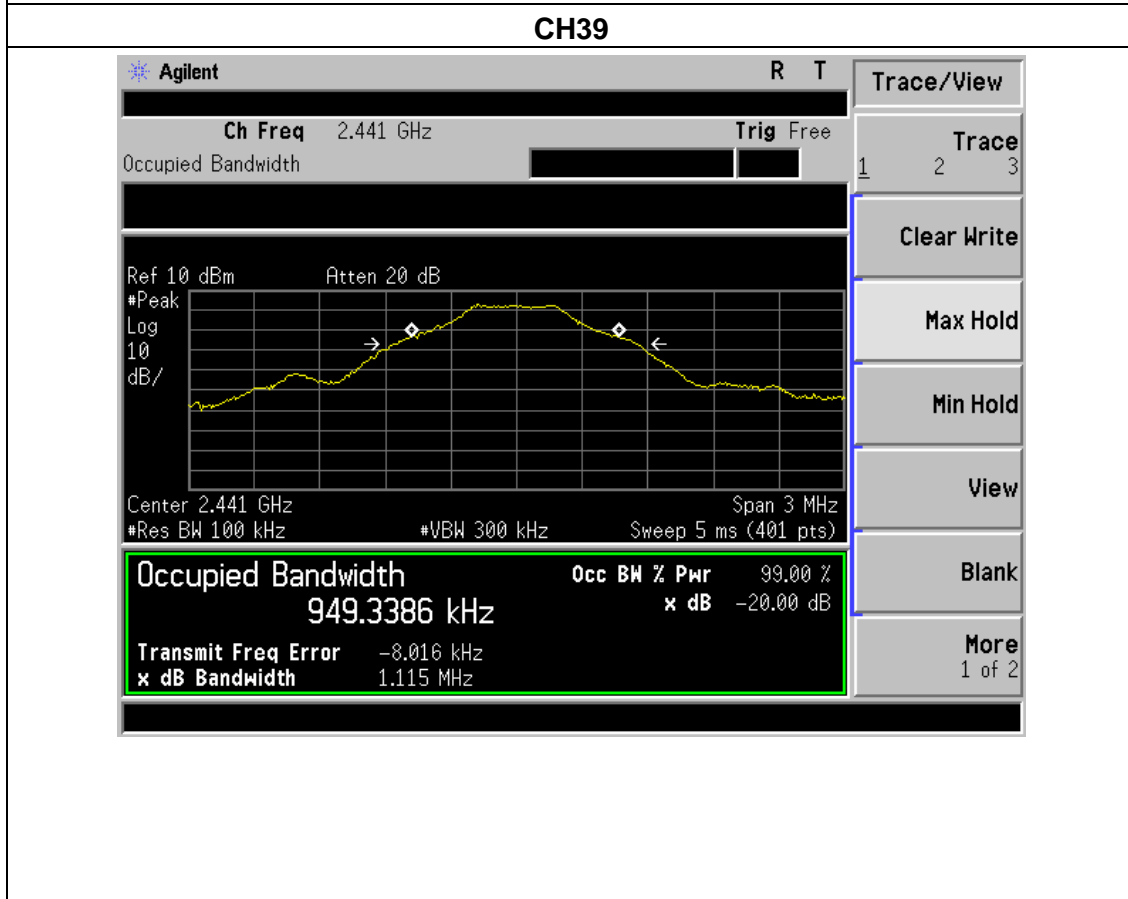 CH39
Agilent R T
Ch Freq 2.441 GHz Trig Free
Occupied Bandwidth
Ref 10 dBm Atten 20 dB
#Peak
Log
10
dB/
Center 2.441 GHz Span 3 MHz
#Res BW 100 kHz #VBW 300 kHz Sweep 5 ms (401 pts)
Occupied Bandwidth Occ BW % Pwr 99.00 %
949.3386 kHz x dB -20.00 dB
Transmit Freq Error -8.016 kHz
x dB Bandwidth 1.115 MHz
Trace/View
Trace
1 2 3
Clear Write
Max Hold
Min Hold
View
Blank
More
1 of 2